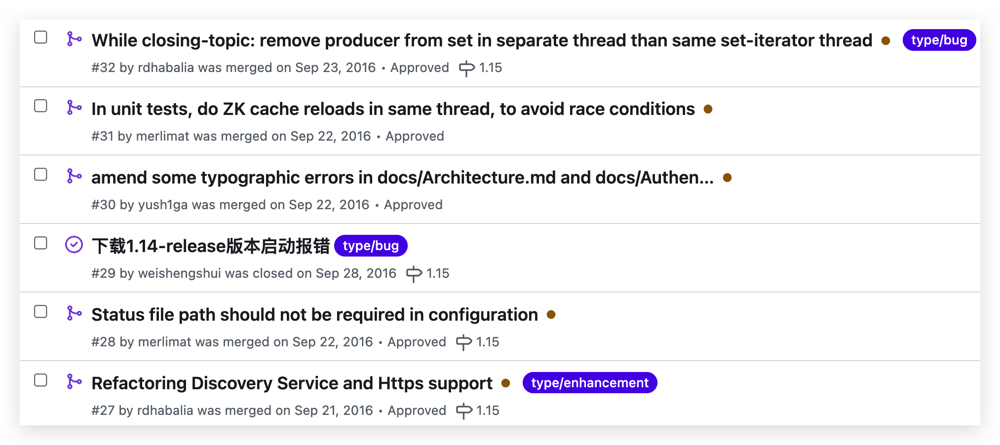 While closing-topic: remove producer from set in separate thread than same set-iterator thread type/bug
#32 by rdhabalia was merged on Sep 23, 2016 • Approved 1.15
In unit tests, do ZK cache reloads in same thread, to avoid race conditions
#31 by merlimat was merged on Sep 22, 2016 • Approved
amend some typographic errors in docs/Architecture.md and docs/Authen...
#30 by yush1ga was merged on Sep 22, 2016 • Approved
下载1.14-release版本启动报错 type/bug
#29 by weishengshui was closed on Sep 28, 2016 1.15
Status file path should not be required in configuration
#28 by merlimat was merged on Sep 22, 2016 • Approved 1.15
Refactoring Discovery Service and Https support type/enhancement
#27 by rdhabalia was merged on Sep 21, 2016 • Approved 1.15